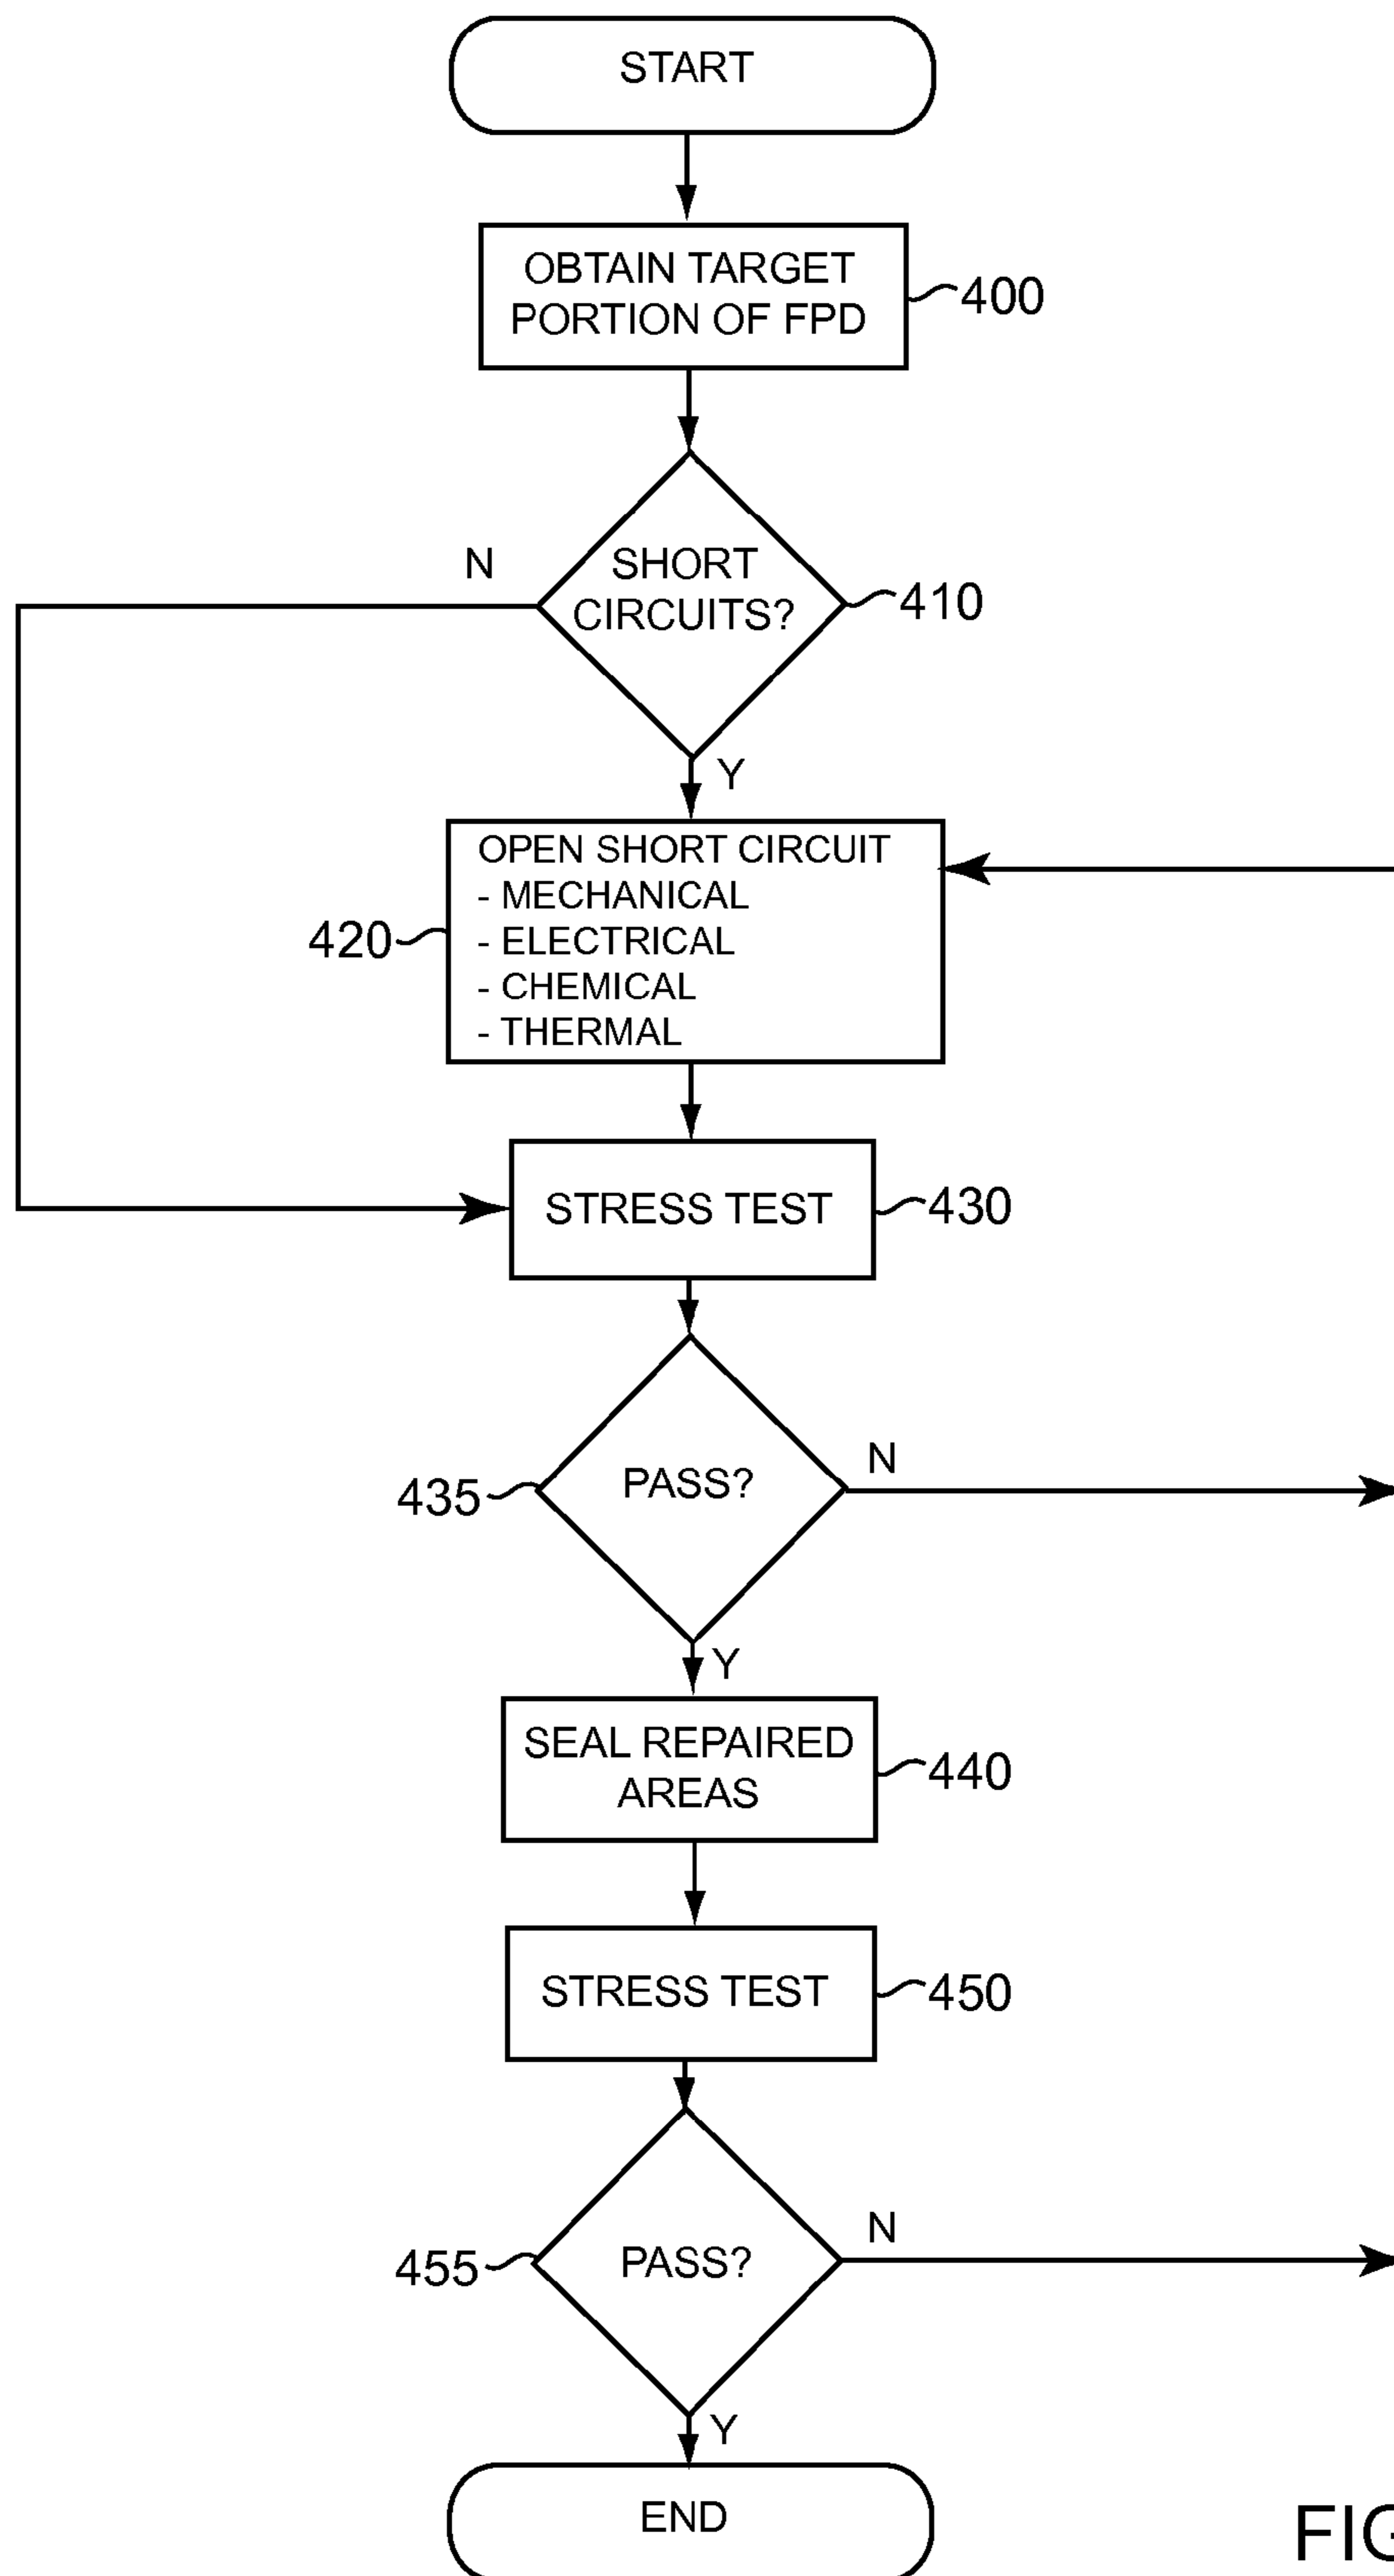 START
OBTAIN TARGET
PORTION OF FPD
400
N
SHORT
CIRCUITS?
410
Y
OPEN SHORT CIRCUIT
- MECHANICAL
- ELECTRICAL
- CHEMICAL
- THERMAL
420
STRESS TEST
430
435
PASS?
N
Y
SEAL REPAIRED
AREAS
440
STRESS TEST
450
455
PASS?
N
Y
END